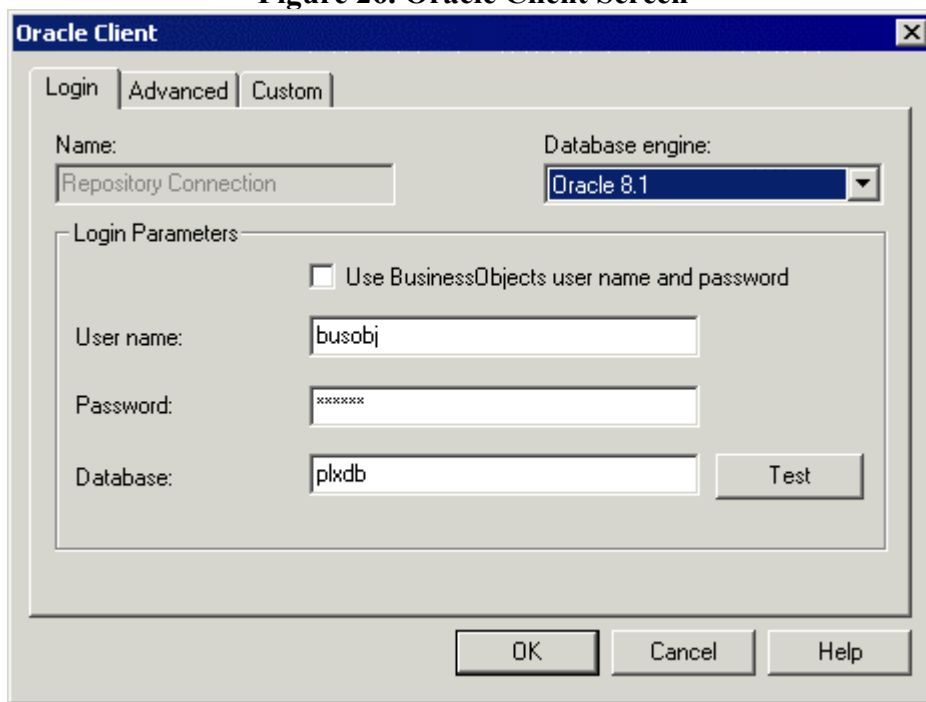 Figure 26. Oracle Client Screen
Oracle Client
Login Advanced Custom
Name: Database engine:
Repository Connection Oracle 8.1
Login Parameters
Use BusinessObjects user name and password
User name: busobj
Password: ******
Database: plxdb Test
OK Cancel Help